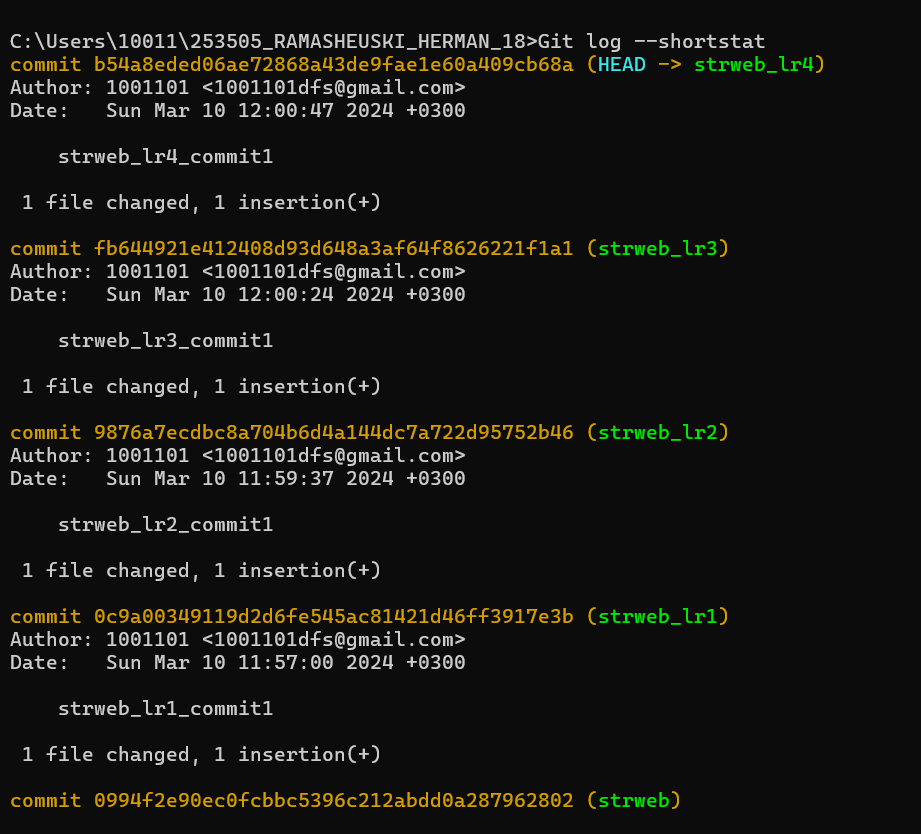 C:\Users\10011\253505_RAMASHEUSKI_HERMAN_18>Git log --shortstat
commit b54a8eded06ae72868a43de9fae1e60a409cb68a (HEAD -> strweb_lr4)
Author: 1001101 <1001101dfs@gmail.com>
Date:   Sun Mar 10 12:00:47 2024 +0300
    strweb_lr4_commit1
 1 file changed, 1 insertion(+)
commit fb644921e412408d93d648a3af64f8626221f1a1 (strweb_lr3)
Author: 1001101 <1001101dfs@gmail.com>
Date:   Sun Mar 10 12:00:24 2024 +0300
    strweb_lr3_commit1
 1 file changed, 1 insertion(+)
commit 9876a7ecdbc8a704b6d4a144dc7a722d95752b46 (strweb_lr2)
Author: 1001101 <1001101dfs@gmail.com>
Date:   Sun Mar 10 11:59:37 2024 +0300
    strweb_lr2_commit1
 1 file changed, 1 insertion(+)
commit 0c9a00349119d2d6fe545ac81421d46ff3917e3b (strweb_lr1)
Author: 1001101 <1001101dfs@gmail.com>
Date:   Sun Mar 10 11:57:00 2024 +0300
    strweb_lr1_commit1
 1 file changed, 1 insertion(+)
commit 0994f2e90ec0fcbbc5396c212abdd0a287962802 (strweb)